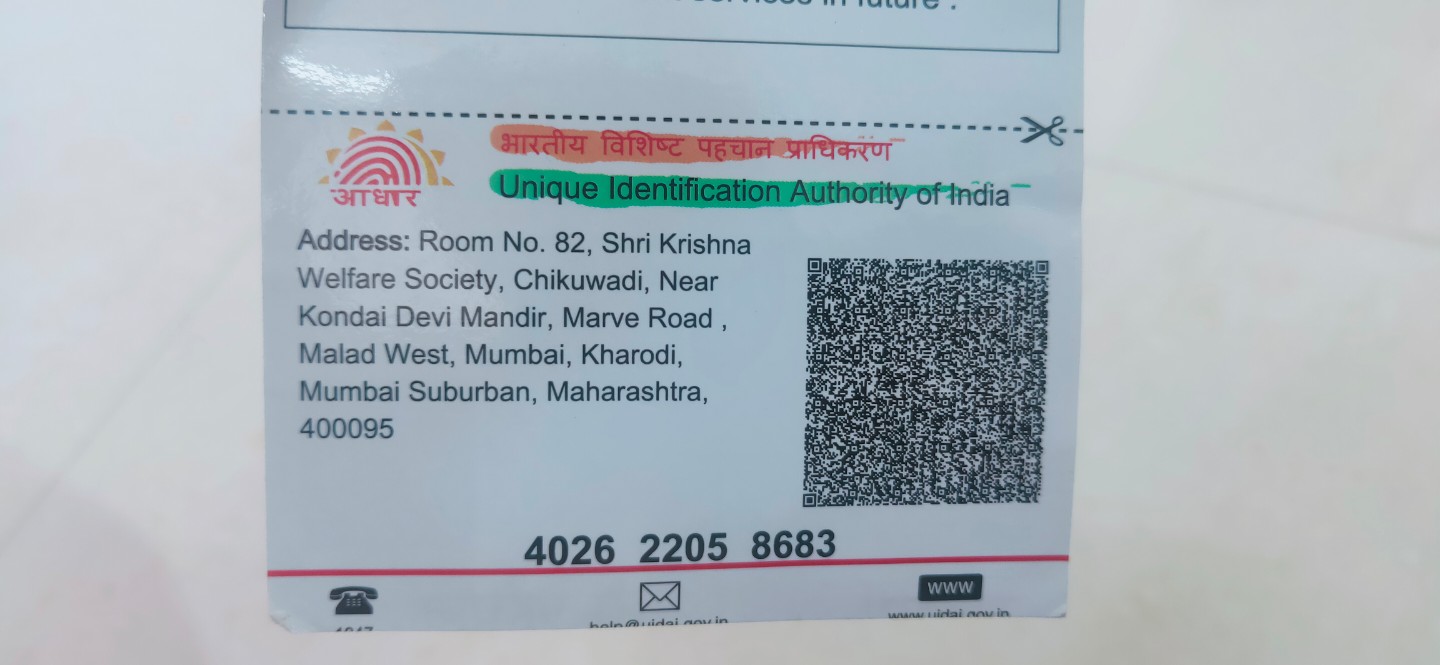 services in future .
भारतीय विशिष्ट पहचान प्राधिकरण
आधार
Unique Identification Authority of India
Address: Room No. 82, Shri Krishna
Welfare Society, Chikuwadi, Near
Kondai Devi Mandir, Marve Road ,
Malad West, Mumbai, Kharodi,
Mumbai Suburban, Maharashtra,
400095
4026 2205 8683
www
1947
help@uidai.gov.in
www.uidai.gov.in